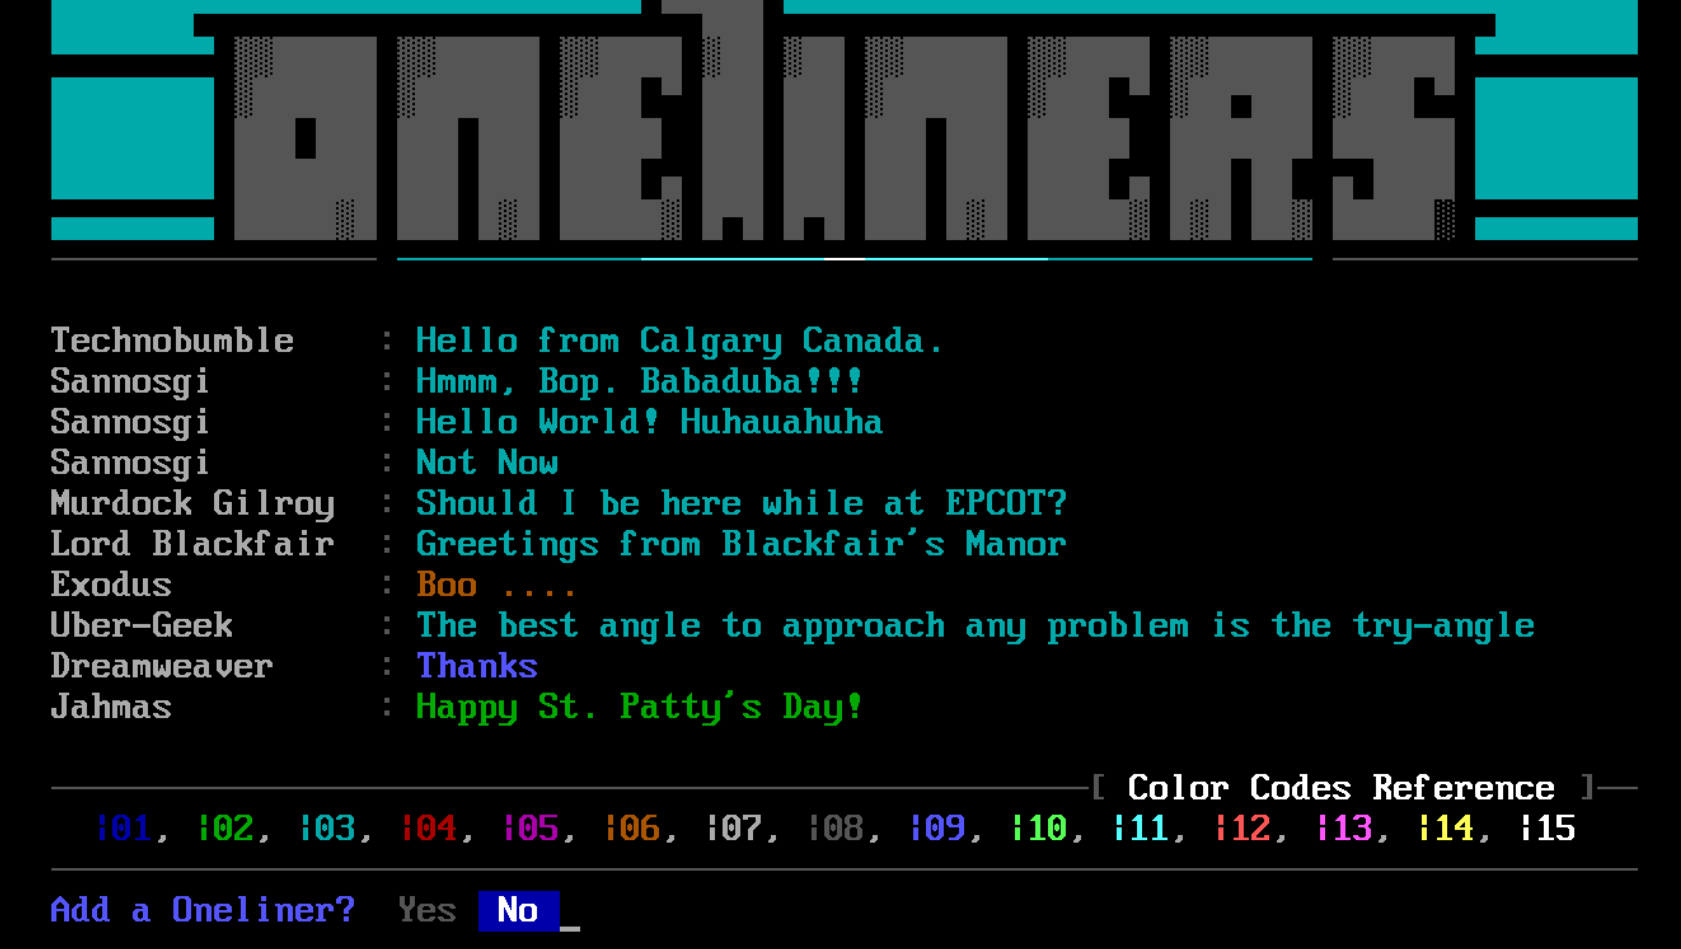 ONELINERS
Technobumble : Hello from Calgary Canada.
Sannosgi : Hmmm, Bop. Babaduba!!!
Sannosgi : Hello World! Huhauahuha
Sannosgi : Not Now
Murdock Gilroy : Should I be here while at EPCOT?
Lord Blackfair : Greetings from Blackfair's Manor
Exodus : Boo ....
Uber-Geek : The best angle to approach any problem is the try-angle
Dreamweaver : Thanks
Jahmas : Happy St. Patty's Day!
[ Color Codes Reference ]
|01, |02, |03, |04, |05, |06, |07, |08, |09, |10, |11, |12, |13, |14, |15
Add a Oneliner? Yes No _